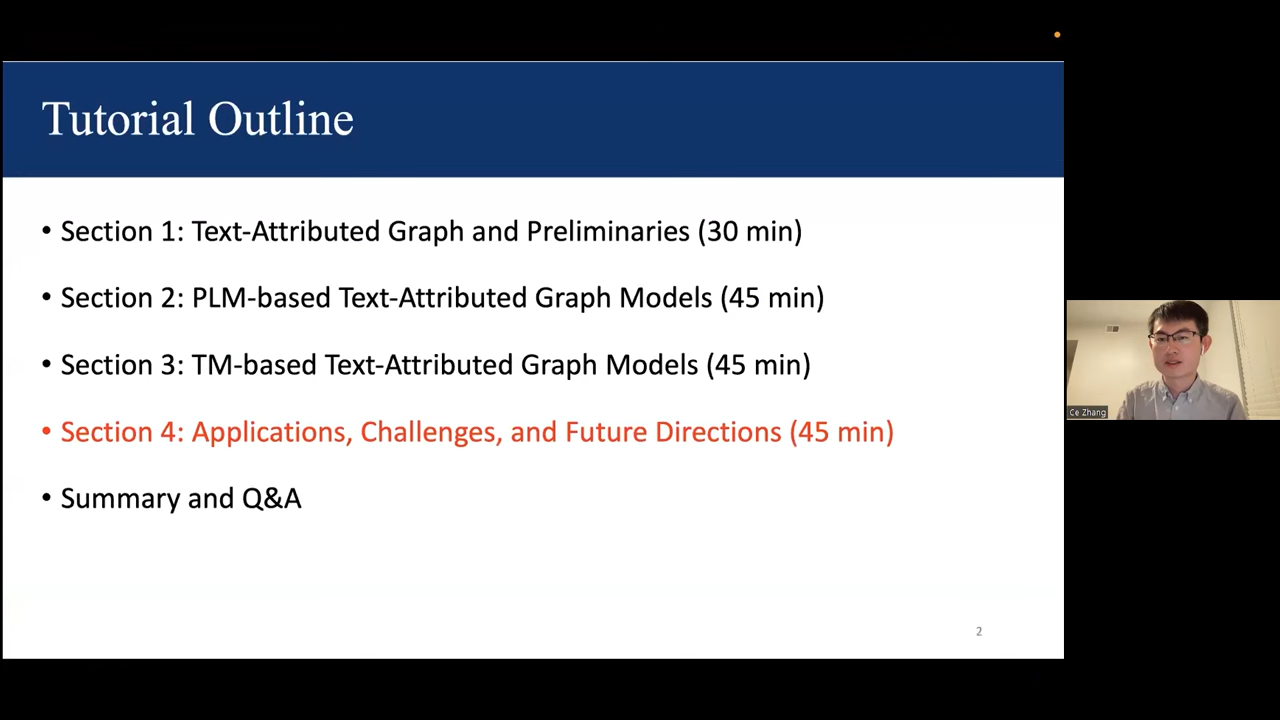 Tutorial Outline
• Section 1: Text-Attributed Graph and Preliminaries (30 min)
• Section 2: PLM-based Text-Attributed Graph Models (45 min)
• Section 3: TM-based Text-Attributed Graph Models (45 min)
• Section 4: Applications, Challenges, and Future Directions (45 min)
• Summary and Q&A
2
Ce Zhang